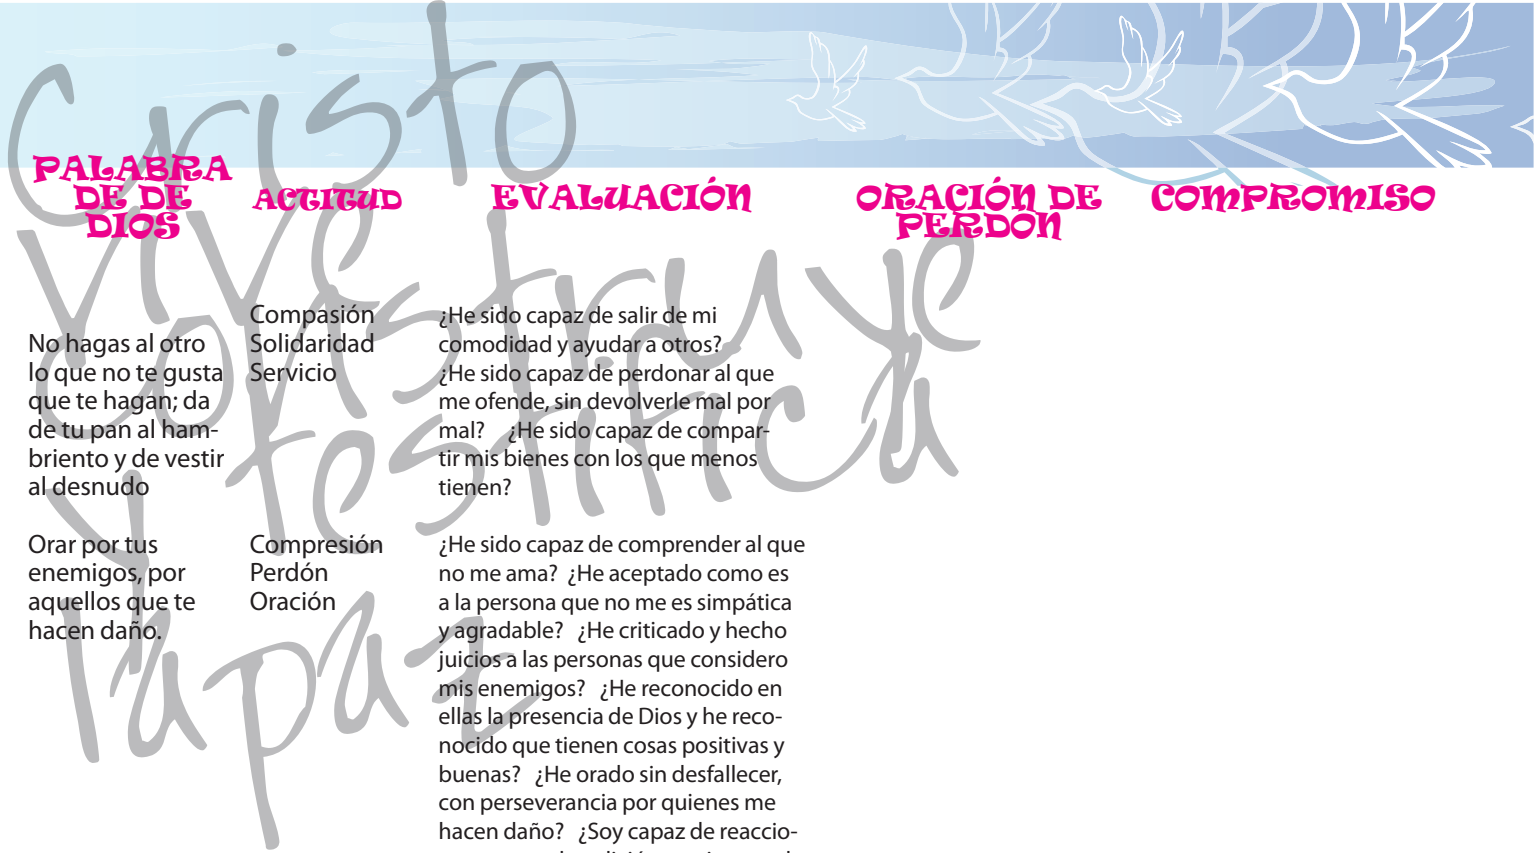 Cristo
vive
construye
y testifica
la paz
PALABRA
DE DE
DIOS
ACTITUD
EVALUACIÓN
ORACIÓN DE
PERDÓN
COMPROMISO
No hagas al otro
lo que no te gusta
que te hagan; da
de tu pan al ham-
briento y de vestir
al desnudo
Compasión
Solidaridad
Servicio
¿He sido capaz de salir de mi
comodidad y ayudar a otros?
¿He sido capaz de perdonar al que
me ofende, sin devolverle mal por
mal? ¿He sido capaz de compar-
tir mis bienes con los que menos
tienen?
Orar por tus
enemigos, por
aquellos que te
hacen daño.
Compresión
Perdón
Oración
¿He sido capaz de comprender al que
no me ama? ¿He aceptado como es
a la persona que no me es simpática
y agradable? ¿He criticado y hecho
juicios a las personas que considero
mis enemigos? ¿He reconocido en
ellas la presencia de Dios y he reco-
nocido que tienen cosas positivas y
buenas? ¿He orado sin desfallecer,
con perseverancia por quienes me
hacen daño? ¿Soy capaz de reaccio-